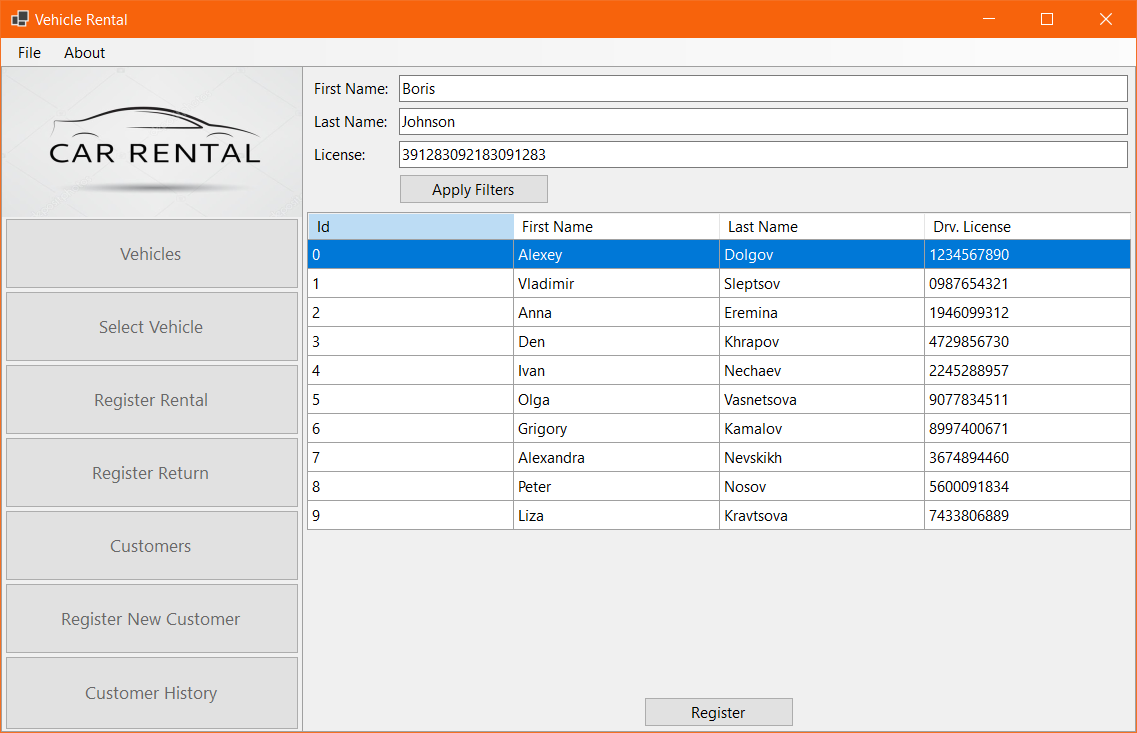 Vehicle Rental
File About
CAR RENTAL
Vehicles
Select Vehicle
Register Rental
Register Return
Customers
Register New Customer
Customer History
First Name: Boris
Last Name: Johnson
License: 391283092183091283
Apply Filters
Id First Name Last Name Drv. License
0 Alexey Dolgov 1234567890
1 Vladimir Sleptsov 0987654321
2 Anna Eremina 1946099312
3 Den Khrapov 4729856730
4 Ivan Nechaev 2245288957
5 Olga Vasnetsova 9077834511
6 Grigory Kamalov 8997400671
7 Alexandra Nevskikh 3674894460
8 Peter Nosov 5600091834
9 Liza Kravtsova 7433806889
Register